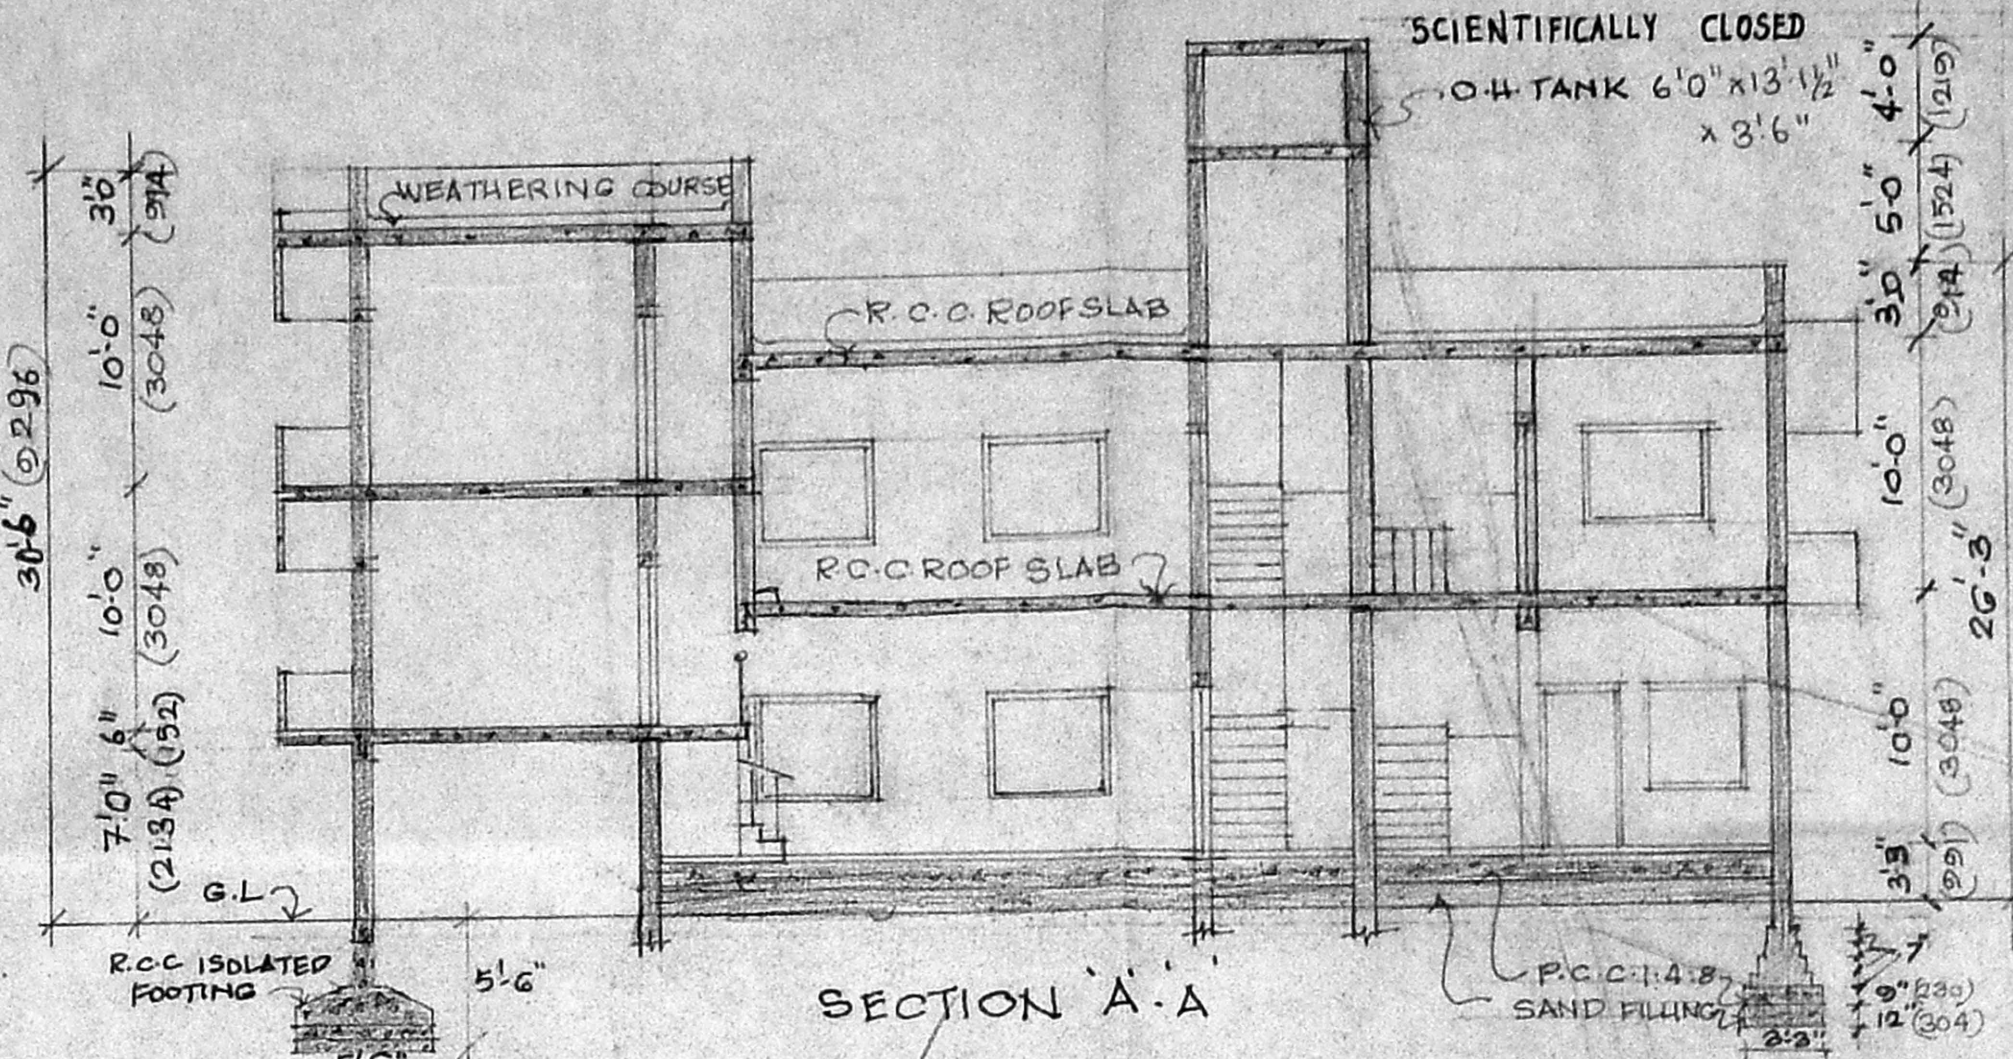 SCIENTIFICALLY CLOSED
O.H. TANK 6'0" x 13'1½"
x 3'6"
4'-0" (1219)
5'-0" (1524)
3'0" (914)
10'-0" (3048)
10'-0" (3048)
3'3" (991)
26'-3"
3'0" (914)
10'-0" (3048)
10'-0" (3048)
6" (152)
7'0" (2134)
30'-6" (9296)
WEATHERING COURSE
R.C.C. ROOF SLAB
R.C.C. ROOF SLAB
G.L
R.C.C ISOLATED
FOOTING
5'-6"
SECTION 'A'-'A'
P.C.C.1:4:8
SAND FILLING
9" (230)
12" (304)
3'-3"